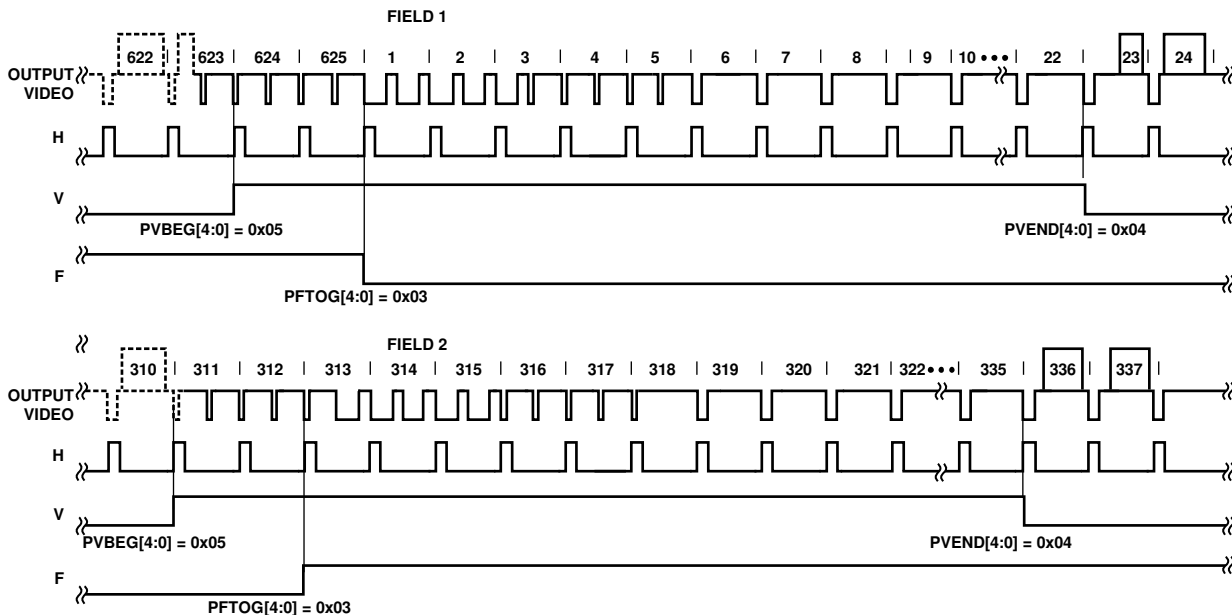 FIELD 1
622 623 624 625 1 2 3 4 5 6 7 8 9 10 ••• 22 23 24
OUTPUT
VIDEO
H
V
PVBEG[4:0] = 0x05
PVEND[4:0] = 0x04
F
PFTOG[4:0] = 0x03
FIELD 2
310 311 312 313 314 315 316 317 318 319 320 321 322 ••• 335 336 337
OUTPUT
VIDEO
H
V
PVBEG[4:0] = 0x05
PVEND[4:0] = 0x04
F
PFTOG[4:0] = 0x03